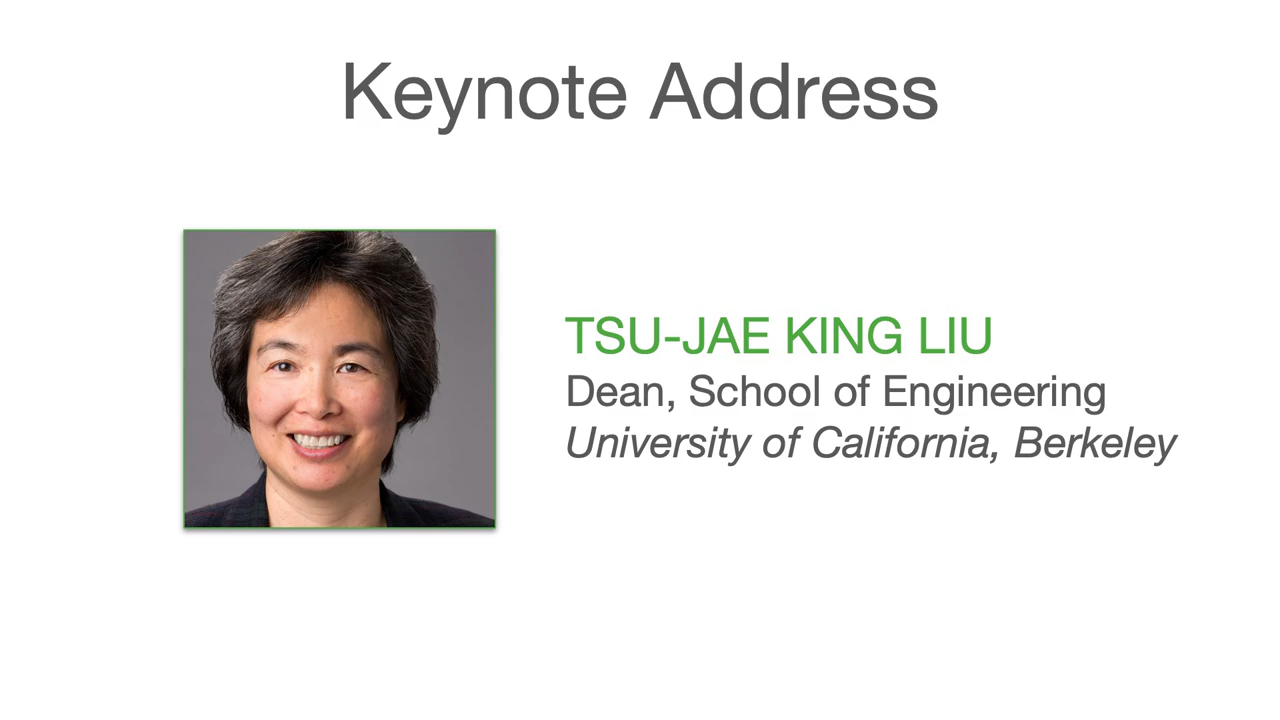 Keynote Address
TSU-JAE KING LIU
Dean, School of Engineering
University of California, Berkeley